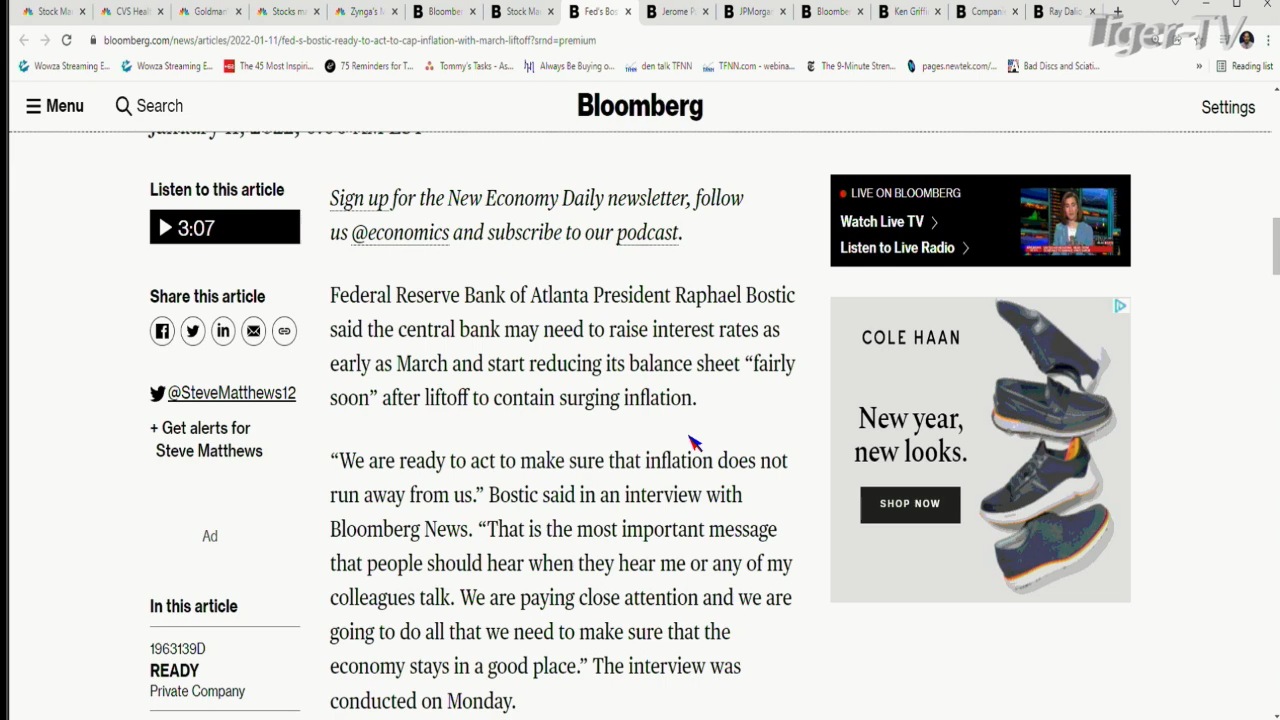 Stock Ma
CVS Heal
Goldma
Stocks m
Zynga's
Bloombe
Stock Ma
Fed's Bos
Jerome P
JPMorga
Bloombe
Ken Griff
Compani
Ray Dalio
Tiger-TV
bloomberg.com/news/articles/2022-01-11/fed-s-bostic-ready-to-act-to-cap-inflation-with-march-liftoff?srnd=premium
Wowza Streaming E...
Wowza Streaming E...
The 45 Most Inspiri...
75 Reminders for T...
Tommy's Tasks - As...
Always Be Buying o...
den talk TFNN
TFNN.com - webina...
The 9-Minute Stren...
pages.newtek.com/...
Bad Discs and Sciati...
»
Reading list
Menu
Search
Bloomberg
Settings
January 11, 2022,
Listen to this article
3:07
Share this article
@SteveMatthews12
+ Get alerts for
Steve Matthews
Ad
In this article
1963139D
READY
Private Company
Sign up for the New Economy Daily newsletter, follow
us @economics and subscribe to our podcast.
Federal Reserve Bank of Atlanta President Raphael Bostic
said the central bank may need to raise interest rates as
early as March and start reducing its balance sheet “fairly
soon” after liftoff to contain surging inflation.
“We are ready to act to make sure that inflation does not
run away from us.” Bostic said in an interview with
Bloomberg News. “That is the most important message
that people should hear when they hear me or any of my
colleagues talk. We are paying close attention and we are
going to do all that we need to make sure that the
economy stays in a good place.” The interview was
conducted on Monday.
LIVE ON BLOOMBERG
Watch Live TV
Listen to Live Radio
COLE HAAN
New year,
new looks.
SHOP NOW